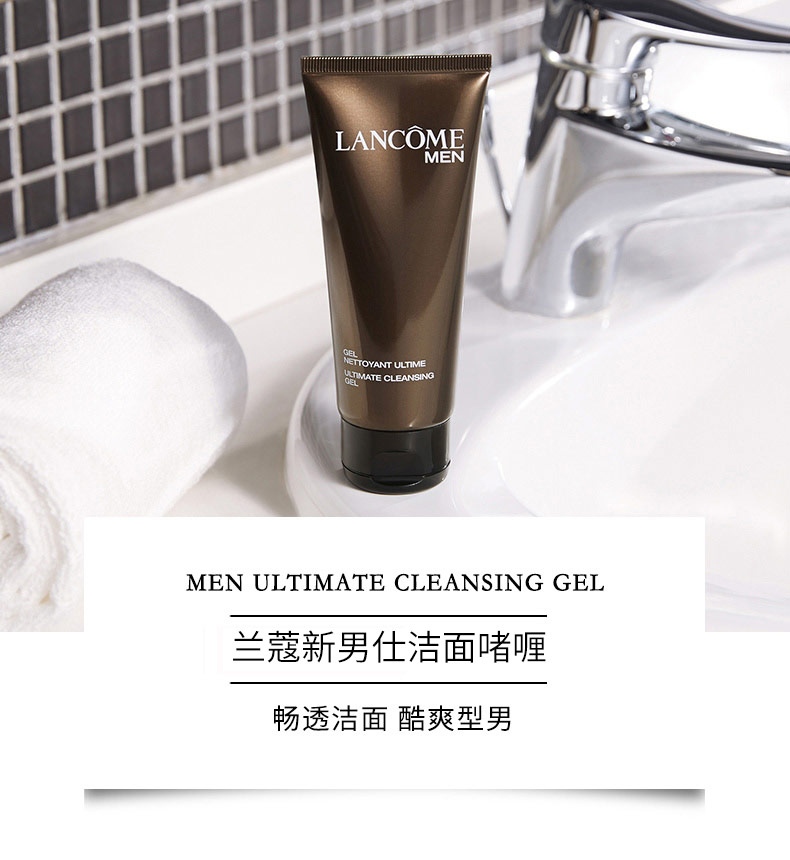 LANCÔME
MEN
GEL
NETTOYANT ULTIME
ULTIMATE CLEANSING
GEL
MEN ULTIMATE CLEANSING GEL
兰蔻新男仕洁面啫喱
畅透洁面 酷爽型男